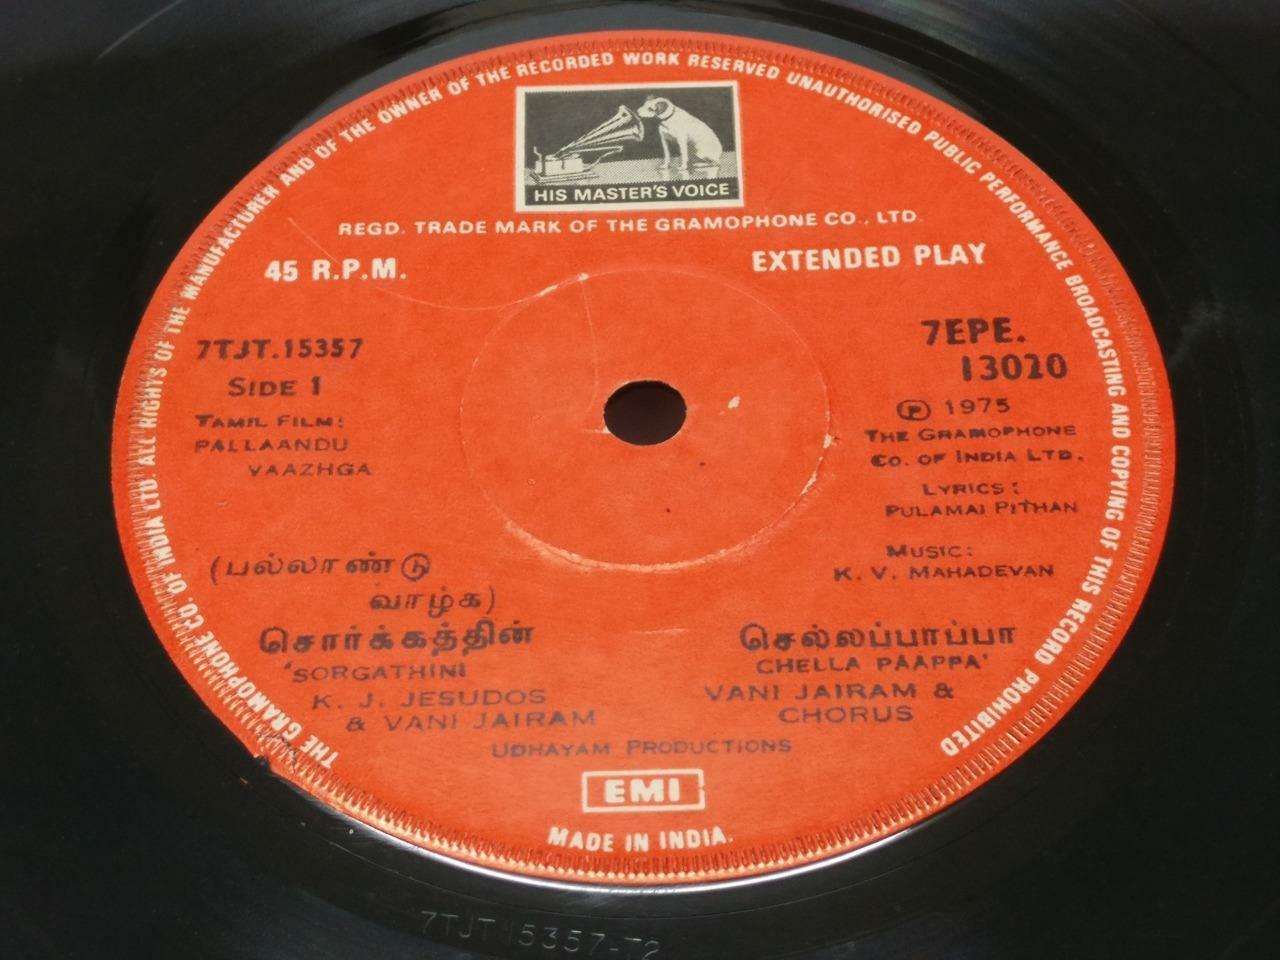 THE GRAMOPHONE CO. OF INDIA LTD. ALL RIGHTS OF THE MANUFACTURER AND OF THE OWNER OF THE RECORDED WORK RESERVED UNAUTHORISED PUBLIC PERFORMANCE BROADCASTING AND COPYING OF THIS RECORD PROHIBITED
HIS MASTER'S VOICE
REGD. TRADE MARK OF THE GRAMOPHONE CO., LTD.
45 R.P.M.
EXTENDED PLAY
7TJT.15357
SIDE 1
TAMIL FILM:
PALLAANDU
VAAZHGA
7EPE.
13020
Ⓟ 1975
THE GRAMOPHONE
CO. OF INDIA LTD.
LYRICS:
PULAMAI PITHAN
MUSIC:
K. V. MAHADEVAN
(பல்லாண்டு
வாழ்க)
சொர்க்கத்தின்
'SORGATHINI
K. J. JESUDOS
& VANI JAIRAM
செல்லப்பாப்பா
CHELLA PAAPPA'
VANI JAIRAM &
CHORUS
UDHAYAM PRODUCTIONS
EMI
MADE IN INDIA.
7TJT 15357-T2